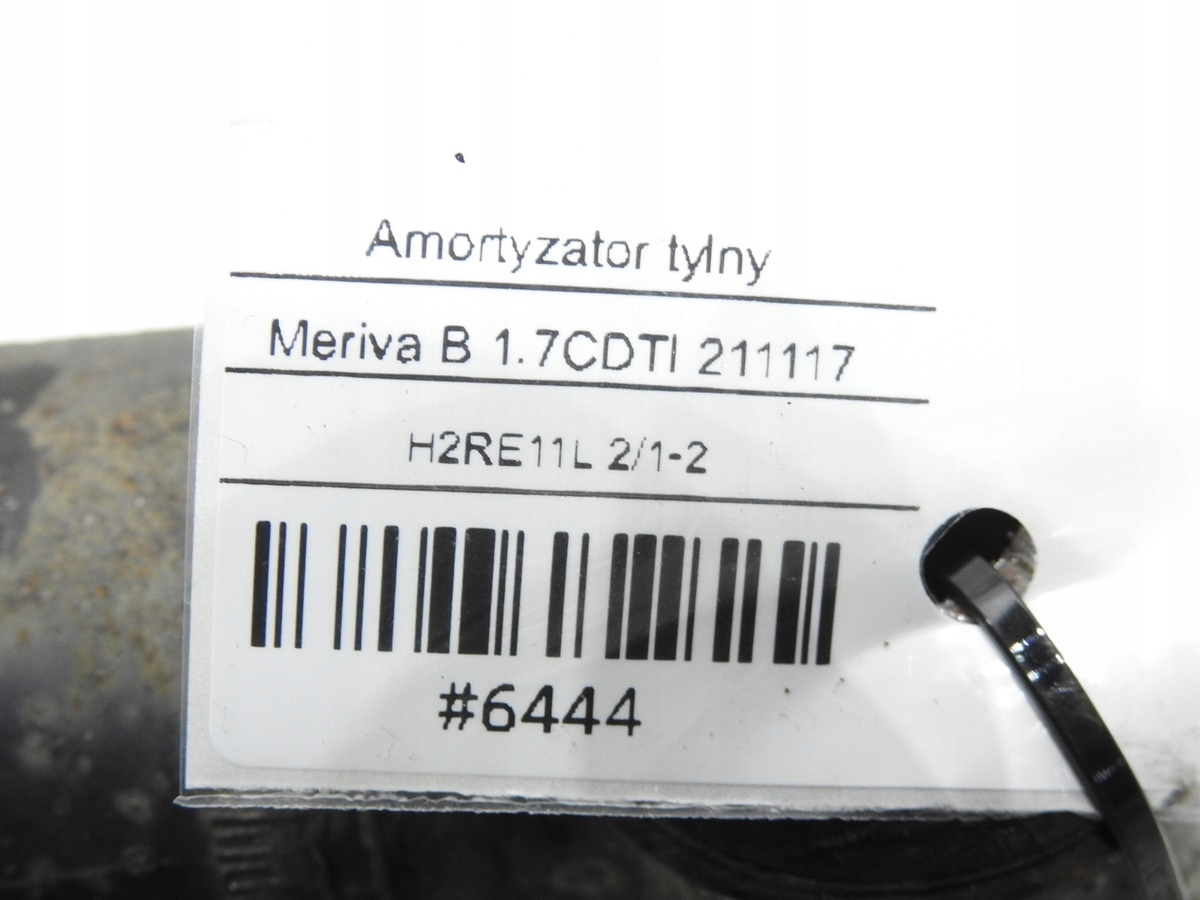 Amortyzator tylny
Meriva B 1.7CDTI 211117
H2RE11L 2/1-2
#6444